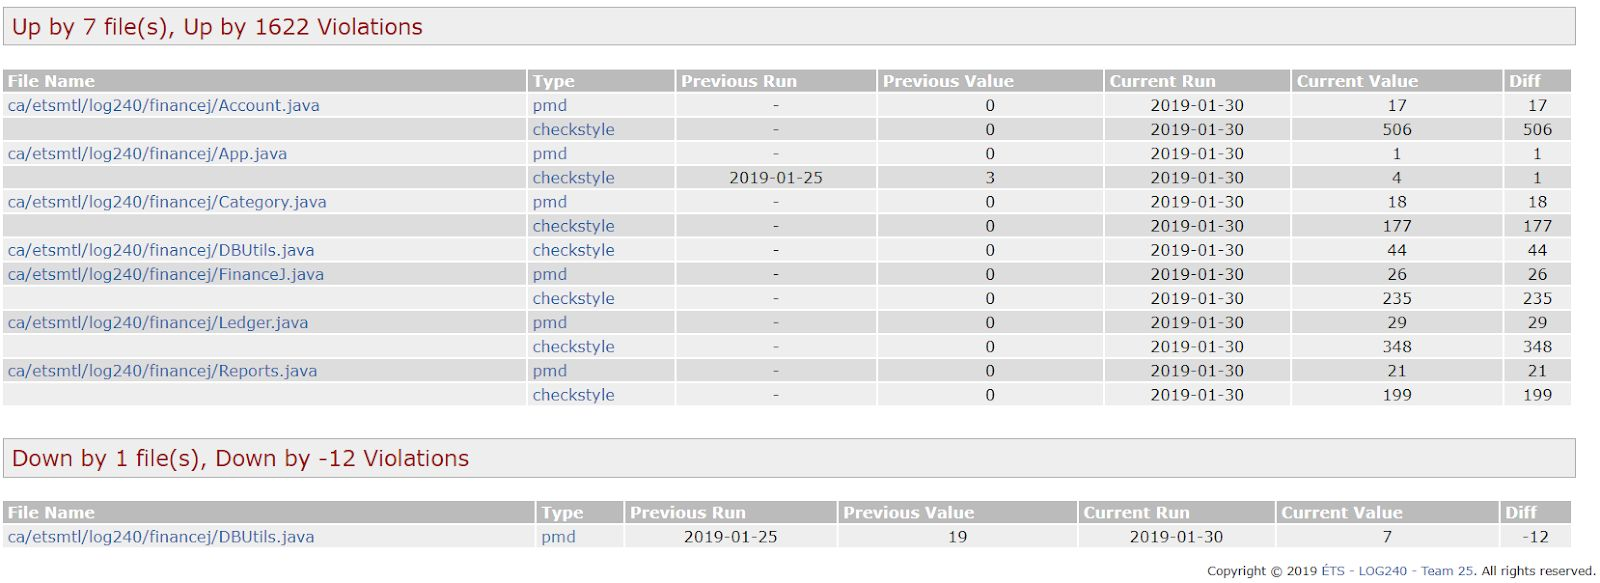 Up by 7 file(s), Up by 1622 Violations
File Name Type Previous Run Previous Value Current Run Current Value Diff
ca/etsmtl/log240/financej/Account.java pmd - 0 2019-01-30 17 17
checkstyle - 0 2019-01-30 506 506
ca/etsmtl/log240/financej/App.java pmd - 0 2019-01-30 1 1
checkstyle 2019-01-25 3 2019-01-30 4 1
ca/etsmtl/log240/financej/Category.java pmd - 0 2019-01-30 18 18
checkstyle - 0 2019-01-30 177 177
ca/etsmtl/log240/financej/DBUtils.java checkstyle - 0 2019-01-30 44 44
ca/etsmtl/log240/financej/FinanceJ.java pmd - 0 2019-01-30 26 26
checkstyle - 0 2019-01-30 235 235
ca/etsmtl/log240/financej/Ledger.java pmd - 0 2019-01-30 29 29
checkstyle - 0 2019-01-30 348 348
ca/etsmtl/log240/financej/Reports.java pmd - 0 2019-01-30 21 21
checkstyle - 0 2019-01-30 199 199
Down by 1 file(s), Down by -12 Violations
File Name Type Previous Run Previous Value Current Run Current Value Diff
ca/etsmtl/log240/financej/DBUtils.java pmd 2019-01-25 19 2019-01-30 7 -12
Copyright © 2019 ÉTS - LOG240 - Team 25. All rights reserved.